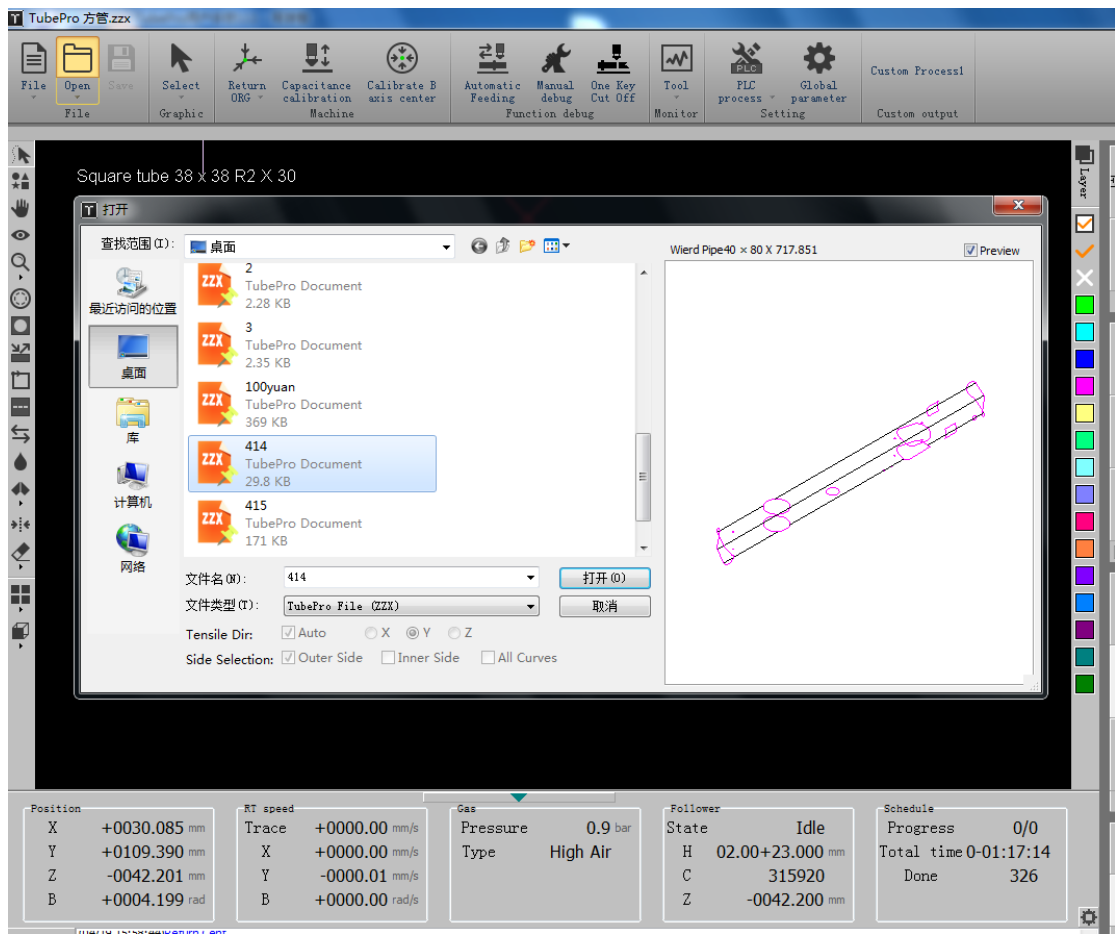 TubePro 方管.zzx
File
Open
Save
Select
Return ORG
Capacitance calibration
Calibrate B axis center
Automatic Feeding
Manual debug
One Key Cut Off
Tool
PLC
PLC process
Global parameter
Custom Process1
File
Graphic
Machine
Function debug
Monitor
Setting
Custom output
Square tube 38 x 38 R2 X 30
Layer
打开
查找范围(I):
桌面
Wierd Pipe40 × 80 X 717.851
Preview
最近访问的位置
桌面
库
计算机
网络
ZZX
2
TubePro Document
2.28 KB
ZZX
3
TubePro Document
2.35 KB
ZZX
100yuan
TubePro Document
369 KB
ZZX
414
TubePro Document
29.8 KB
ZZX
415
TubePro Document
171 KB
文件名(N):
414
打开(O)
文件类型(T):
TubePro File (ZZX)
取消
Tensile Dir:
Auto
X
Y
Z
Side Selection:
Outer Side
Inner Side
All Curves
Position
X +0030.085 mm
Y +0109.390 mm
Z -0042.201 mm
B +0004.199 rad
RT speed
Trace +0000.00 mm/s
X +0000.00 mm/s
Y -0000.01 mm/s
B +0000.00 rad/s
Gas
Pressure 0.9 bar
Type High Air
Follower
State Idle
H 02.00+23.000 mm
C 315920
Z -0042.200 mm
Schedule
Progress 0/0
Total time 0-01:17:14
Done 326